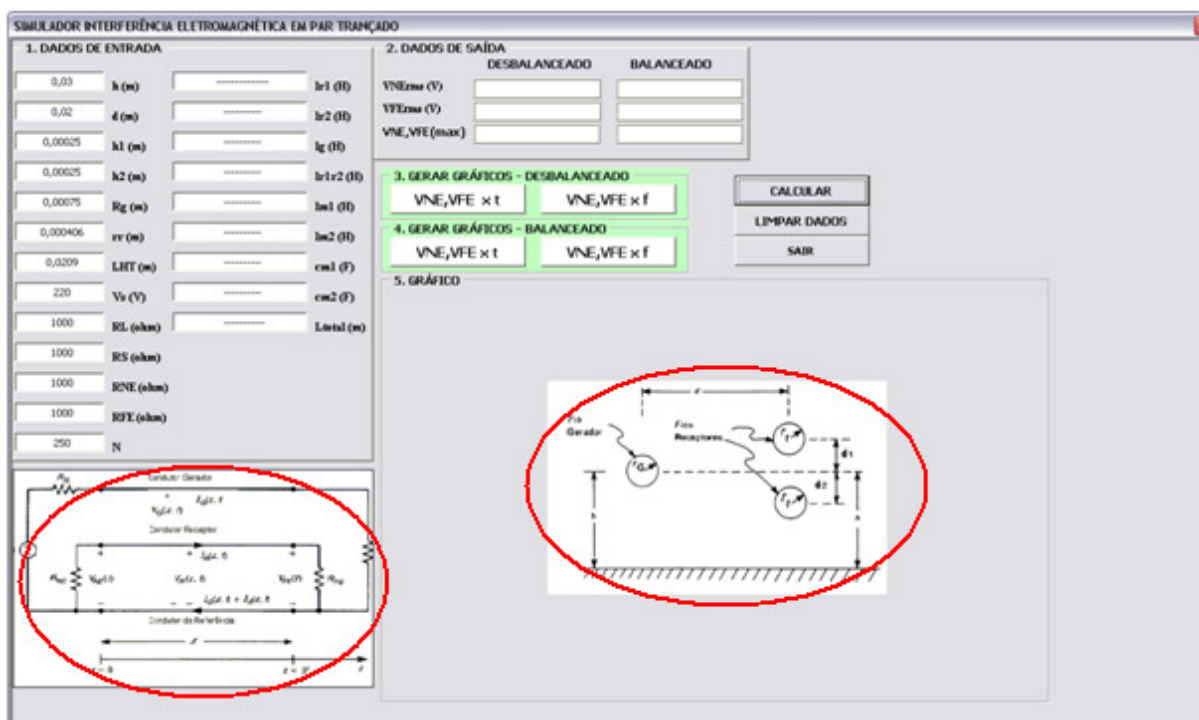 SIMULADOR INTERFERÊNCIA ELETROMAGNÉTICA EM PAR TRANÇADO
1. DADOS DE ENTRADA
0,03 h (m) ------------ lr1 (H)
0,02 d (m) ---------- lr2 (H)
0,00025 h1 (m) ---------- lg (H)
0,00025 h2 (m) ---------- lr1r2 (H)
0,00075 Rg (m) ---------- lm1 (H)
0,000406 rr (m) ---------- lm2 (H)
0,0209 LHT (m) ---------- cm1 (F)
220 Vs (V) ---------- cm2 (F)
1000 RL (ohm) ---------- Ltotal (m)
1000 RS (ohm)
1000 RNE (ohm)
1000 RFE (ohm)
250 N
2. DADOS DE SAÍDA
DESBALANCEADO BALANCEADO
VNErms (V)
VFErms (V)
VNE,VFE(max)
3. GERAR GRÁFICOS - DESBALANCEADO
VNE,VFE x t VNE,VFE x f
4. GERAR GRÁFICOS - BALANCEADO
VNE,VFE x t VNE,VFE x f
CALCULAR
LIMPAR DADOS
SAIR
5. GRÁFICO
Fio
Gerador
Fios
Receptores
d1
d2
h
Condutor Gerador
Condutor Receptor
Condutor de Referência